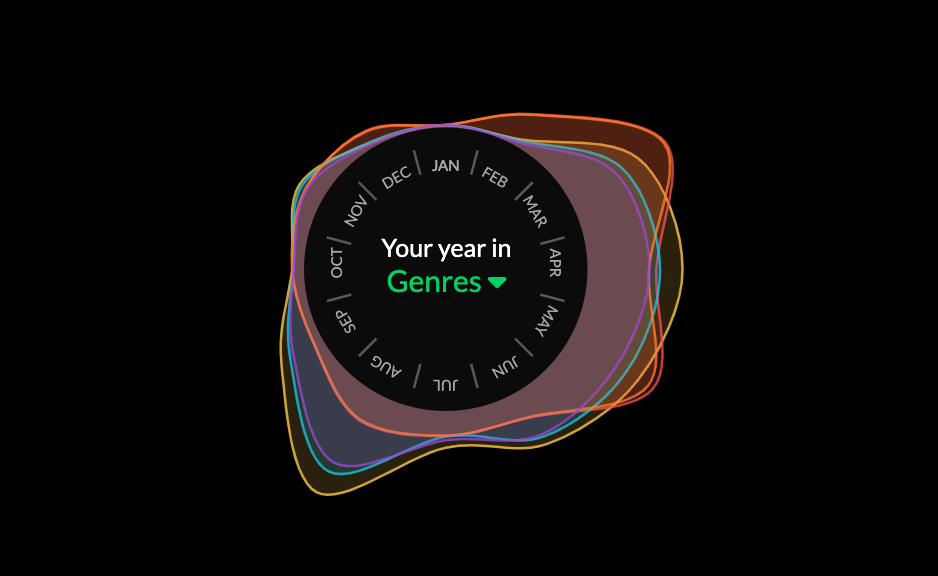 JAN
FEB
MAR
APR
MAY
JUN
JUL
AUG
SEP
OCT
NOV
DEC
Your year in
Genres